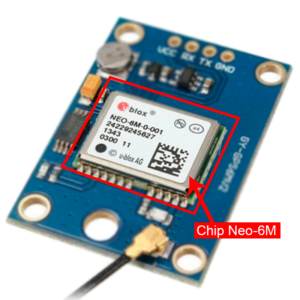 VCC RX TX GND
ublox
NEO-6M-0-001
24229245627
1343
0300 11
u-blox AG
GY-GPS6MV2
Chip Neo-6M